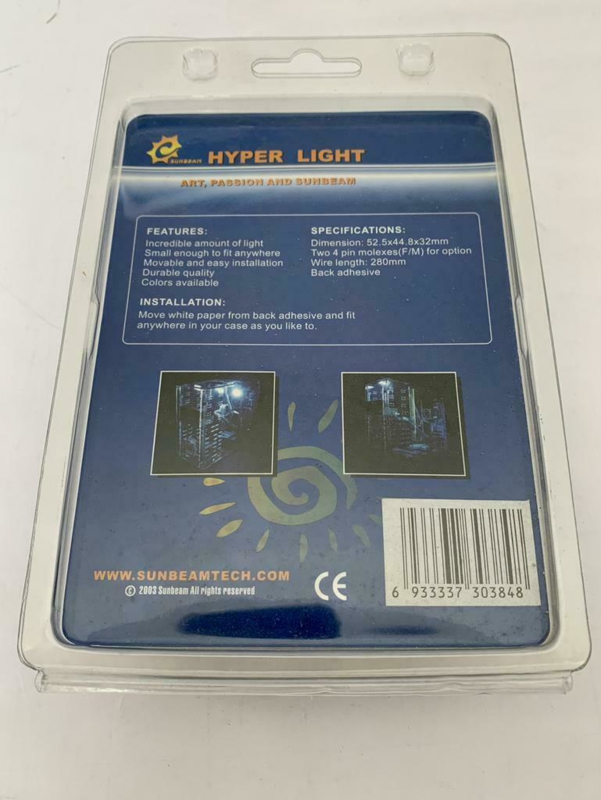 SUNBEAM HYPER LIGHT
ART, PASSION AND SUNBEAM
FEATURES:
Incredible amount of light
Small enough to fit anywhere
Movable and easy installation
Durable quality
Colors available
SPECIFICATIONS:
Dimension: 52.5x44.8x32mm
Two 4 pin molexes(F/M) for option
Wire length: 280mm
Back adhesive
INSTALLATION:
Move white paper from back adhesive and fit
anywhere in your case as you like to.
WWW.SUNBEAMTECH.COM
© 2003 Sunbeam All rights reserved
CE
6 933337 303848